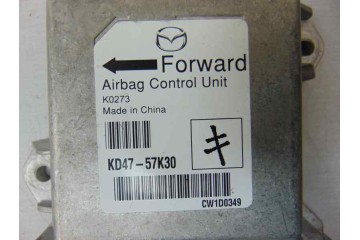 Forward
Airbag Control Unit
K0273
Made in China
KD47-57K30
キ
CW1D0349